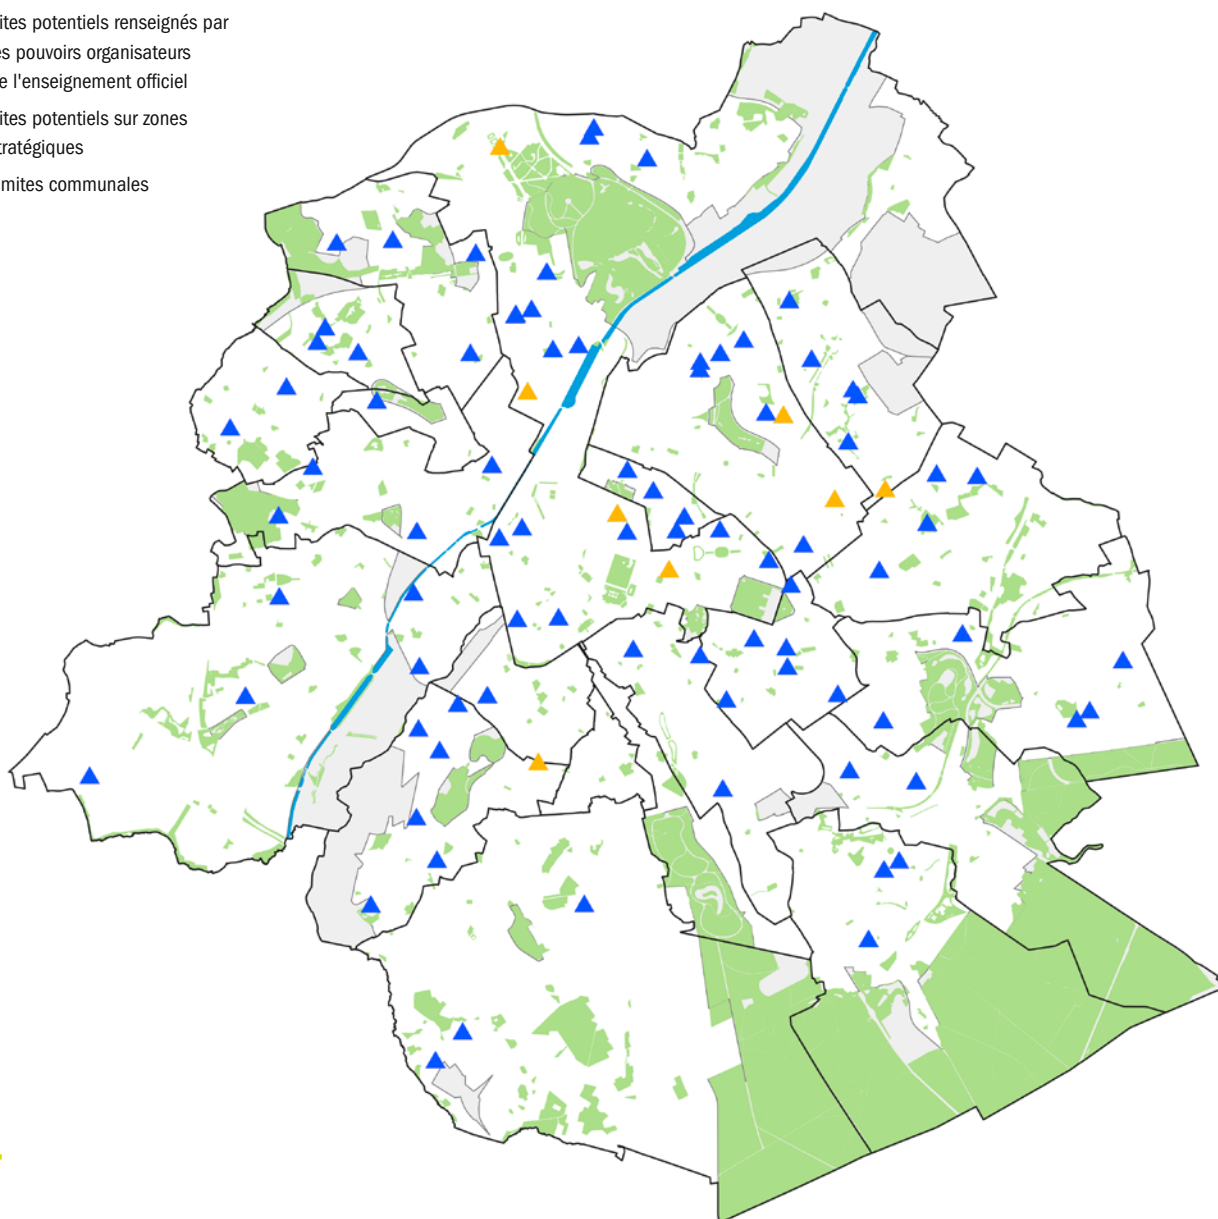 ites potentiels renseignés par
es pouvoirs organisateurs
e l'enseignement officiel
ites potentiels sur zones
tratégiques
mites communales